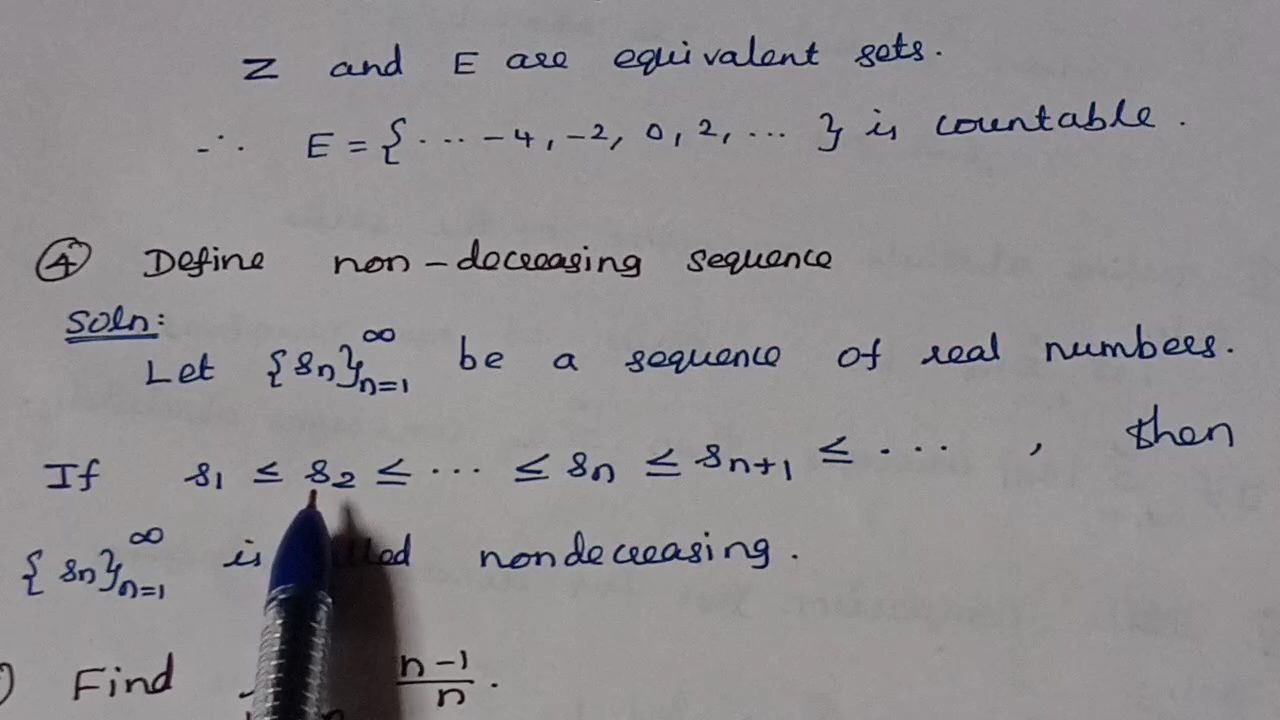 Z and E are equivalent sets.
∴ E = { ... -4, -2, 0, 2, ... } is countable.
④ Define non-decreasing sequence
Soln:
Let {sn}∞n=1 be a sequence of real numbers.
If s1 ≤ s2 ≤ ... ≤ sn ≤ sn+1 ≤ ... , then
{sn}∞n=1 is nondecreasing.
Find n-1/n.